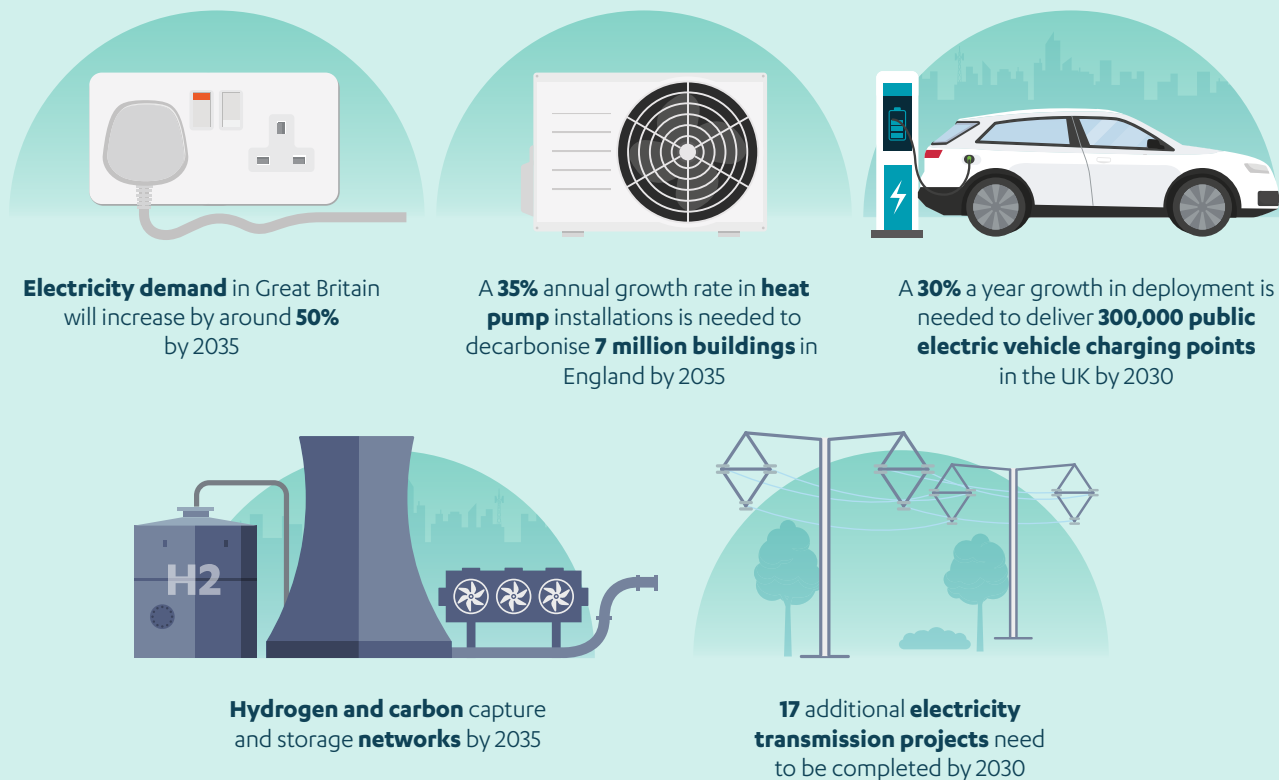 Electricity demand in Great Britain
will increase by around 50%
by 2035
A 35% annual growth rate in heat
pump installations is needed to
decarbonise 7 million buildings in
England by 2035
A 30% a year growth in deployment is
needed to deliver 300,000 public
electric vehicle charging points
in the UK by 2030
H2
Hydrogen and carbon capture
and storage networks by 2035
17 additional electricity
transmission projects need
to be completed by 2030